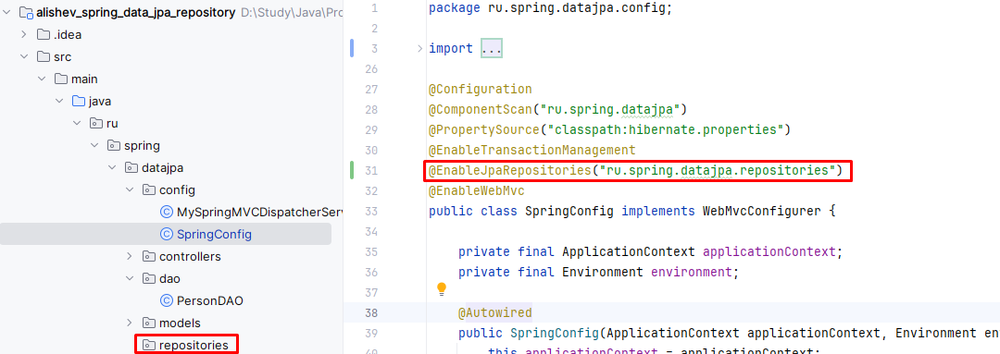 alishev_spring_data_jpa_repository D:\Study\Java\Pro
.idea
src
main
java
ru
spring
datajpa
config
MySpringMVCDispatcherServ
SpringConfig
controllers
dao
PersonDAO
models
repositories
1 package ru.spring.datajpa.config;
2
3 import ...
26
27 @Configuration
28 @ComponentScan("ru.spring.datajpa")
29 @PropertySource("classpath:hibernate.properties")
30 @EnableTransactionManagement
31 @EnableJpaRepositories("ru.spring.datajpa.repositories")
32 @EnableWebMvc
33 public class SpringConfig implements WebMvcConfigurer {
35 private final ApplicationContext applicationContext;
36 private final Environment environment;
37
38 @Autowired
39 public SpringConfig(ApplicationContext applicationContext, Environment en
40 this.applicationContext = applicationContext;